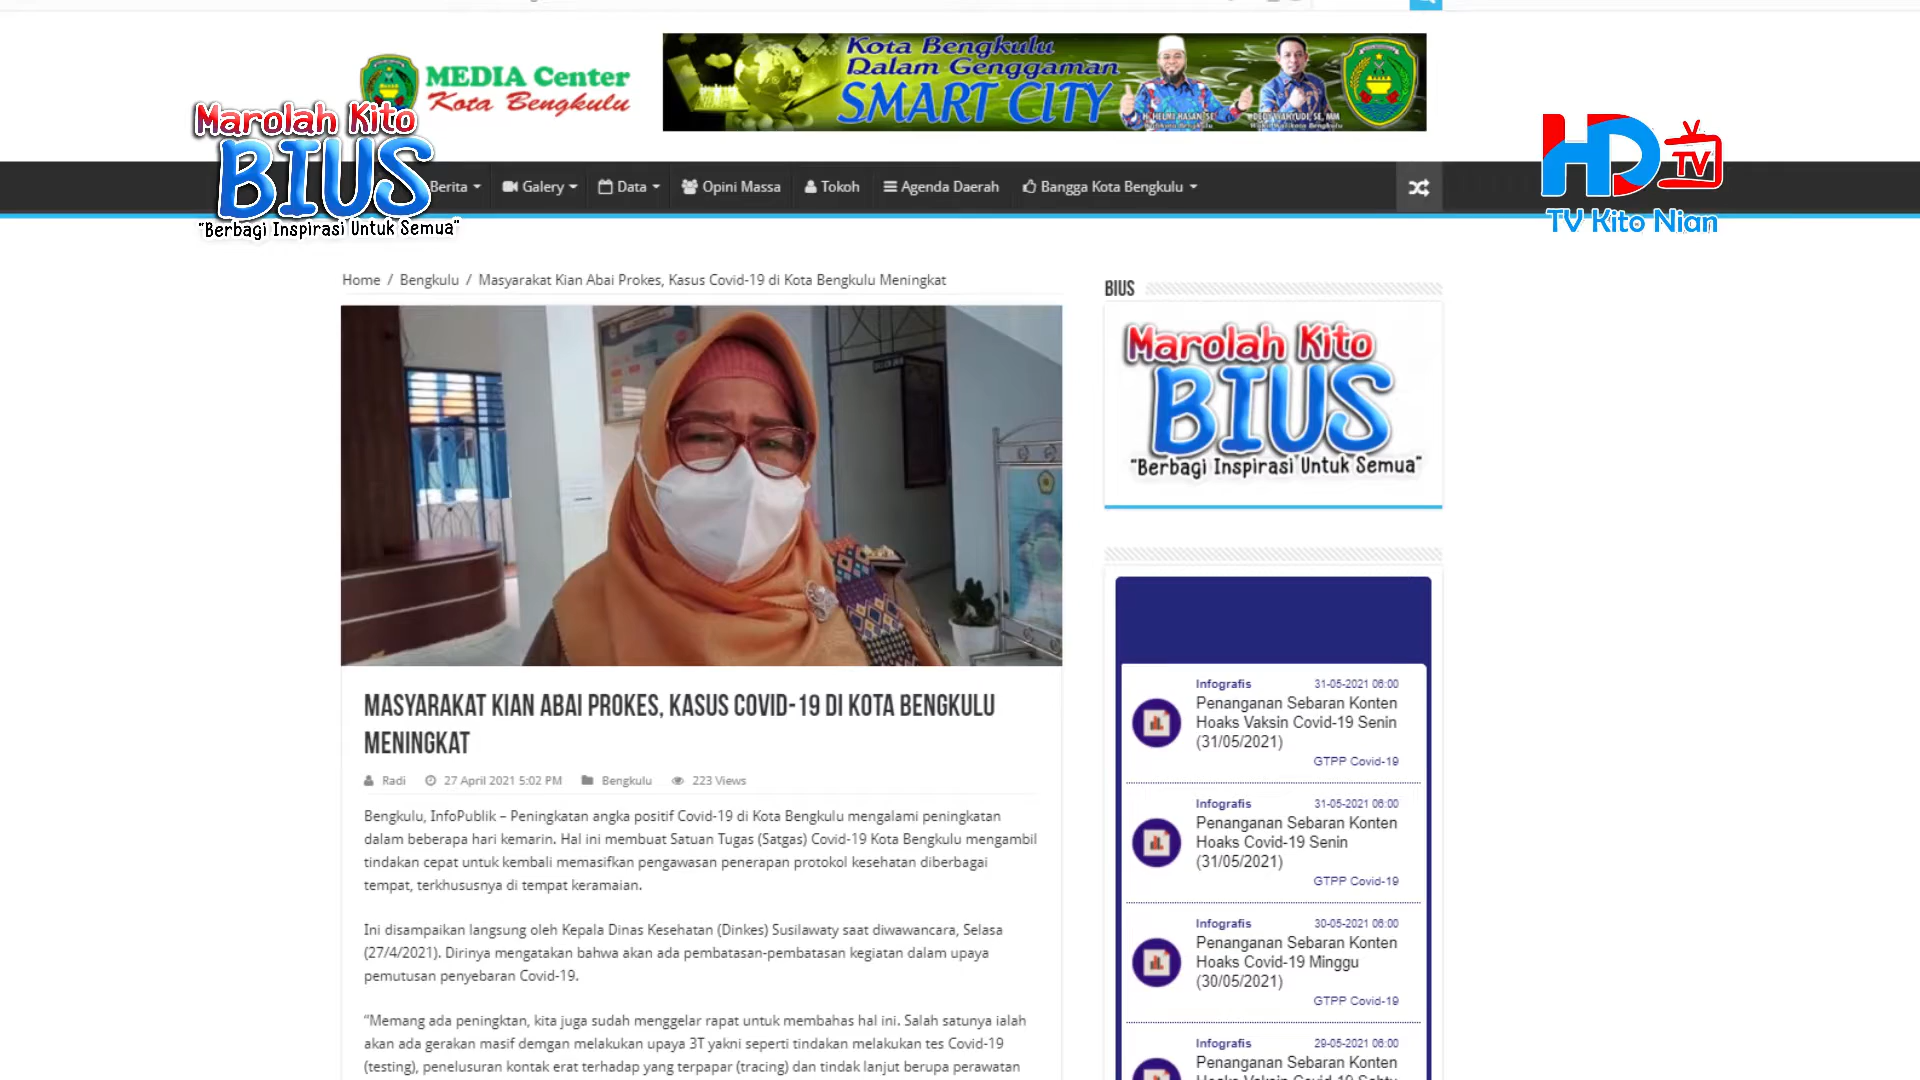 MEDIA Center
Kota Bengkulu
Kota Bengkulu
Dalam Genggaman
SMART CITY
H. HELMI HASAN, SE
DEDY WAHYUDI, SE, MM
Marolah Kito
BIUS
"Berbagi Inspirasi Untuk Semua"
HD TV
TV Kito Nian
Berita
Galery
Data
Opini Massa
Tokoh
Agenda Daerah
Bangga Kota Bengkulu
Home / Bengkulu / Masyarakat Kian Abai Prokes, Kasus Covid-19 di Kota Bengkulu Meningkat
MASYARAKAT KIAN ABAI PROKES, KASUS COVID-19 DI KOTA BENGKULU
MENINGKAT
Radi 27 April 2021 5:02 PM Bengkulu 223 Views
Bengkulu, InfoPublik – Peningkatan angka positif Covid-19 di Kota Bengkulu mengalami peningkatan
dalam beberapa hari kemarin. Hal ini membuat Satuan Tugas (Satgas) Covid-19 Kota Bengkulu mengambil
tindakan cepat untuk kembali memasifkan pengawasan penerapan protokol kesehatan diberbagai
tempat, terkhususnya di tempat keramaian.
Ini disampaikan langsung oleh Kepala Dinas Kesehatan (Dinkes) Susilawaty saat diwawancara, Selasa
(27/4/2021). Dirinya mengatakan bahwa akan ada pembatasan-pembatasan kegiatan dalam upaya
pemutusan penyebaran Covid-19.
"Memang ada peningktan, kita juga sudah menggelar rapat untuk membahas hal ini. Salah satunya ialah
akan ada gerakan masif demgan melakukan upaya 3T yakni seperti tindakan melakukan tes Covid-19
(testing), penelusuran kontak erat terhadap yang terpapar (tracing) dan tindak lanjut berupa perawatan
BIUS
Marolah Kito
BIUS
"Berbagi Inspirasi Untuk Semua"
Infografis 31-05-2021 06:00
Penanganan Sebaran Konten
Hoaks Vaksin Covid-19 Senin
(31/05/2021)
GTPP Covid-19
Infografis 31-05-2021 06:00
Penanganan Sebaran Konten
Hoaks Covid-19 Senin
(31/05/2021)
GTPP Covid-19
Infografis 30-05-2021 06:00
Penanganan Sebaran Konten
Hoaks Covid-19 Minggu
(30/05/2021)
GTPP Covid-19
Infografis 29-05-2021 06:00
Penanganan Sebaran Konten
Hoaks Vaksin Covid-19 Sabtu